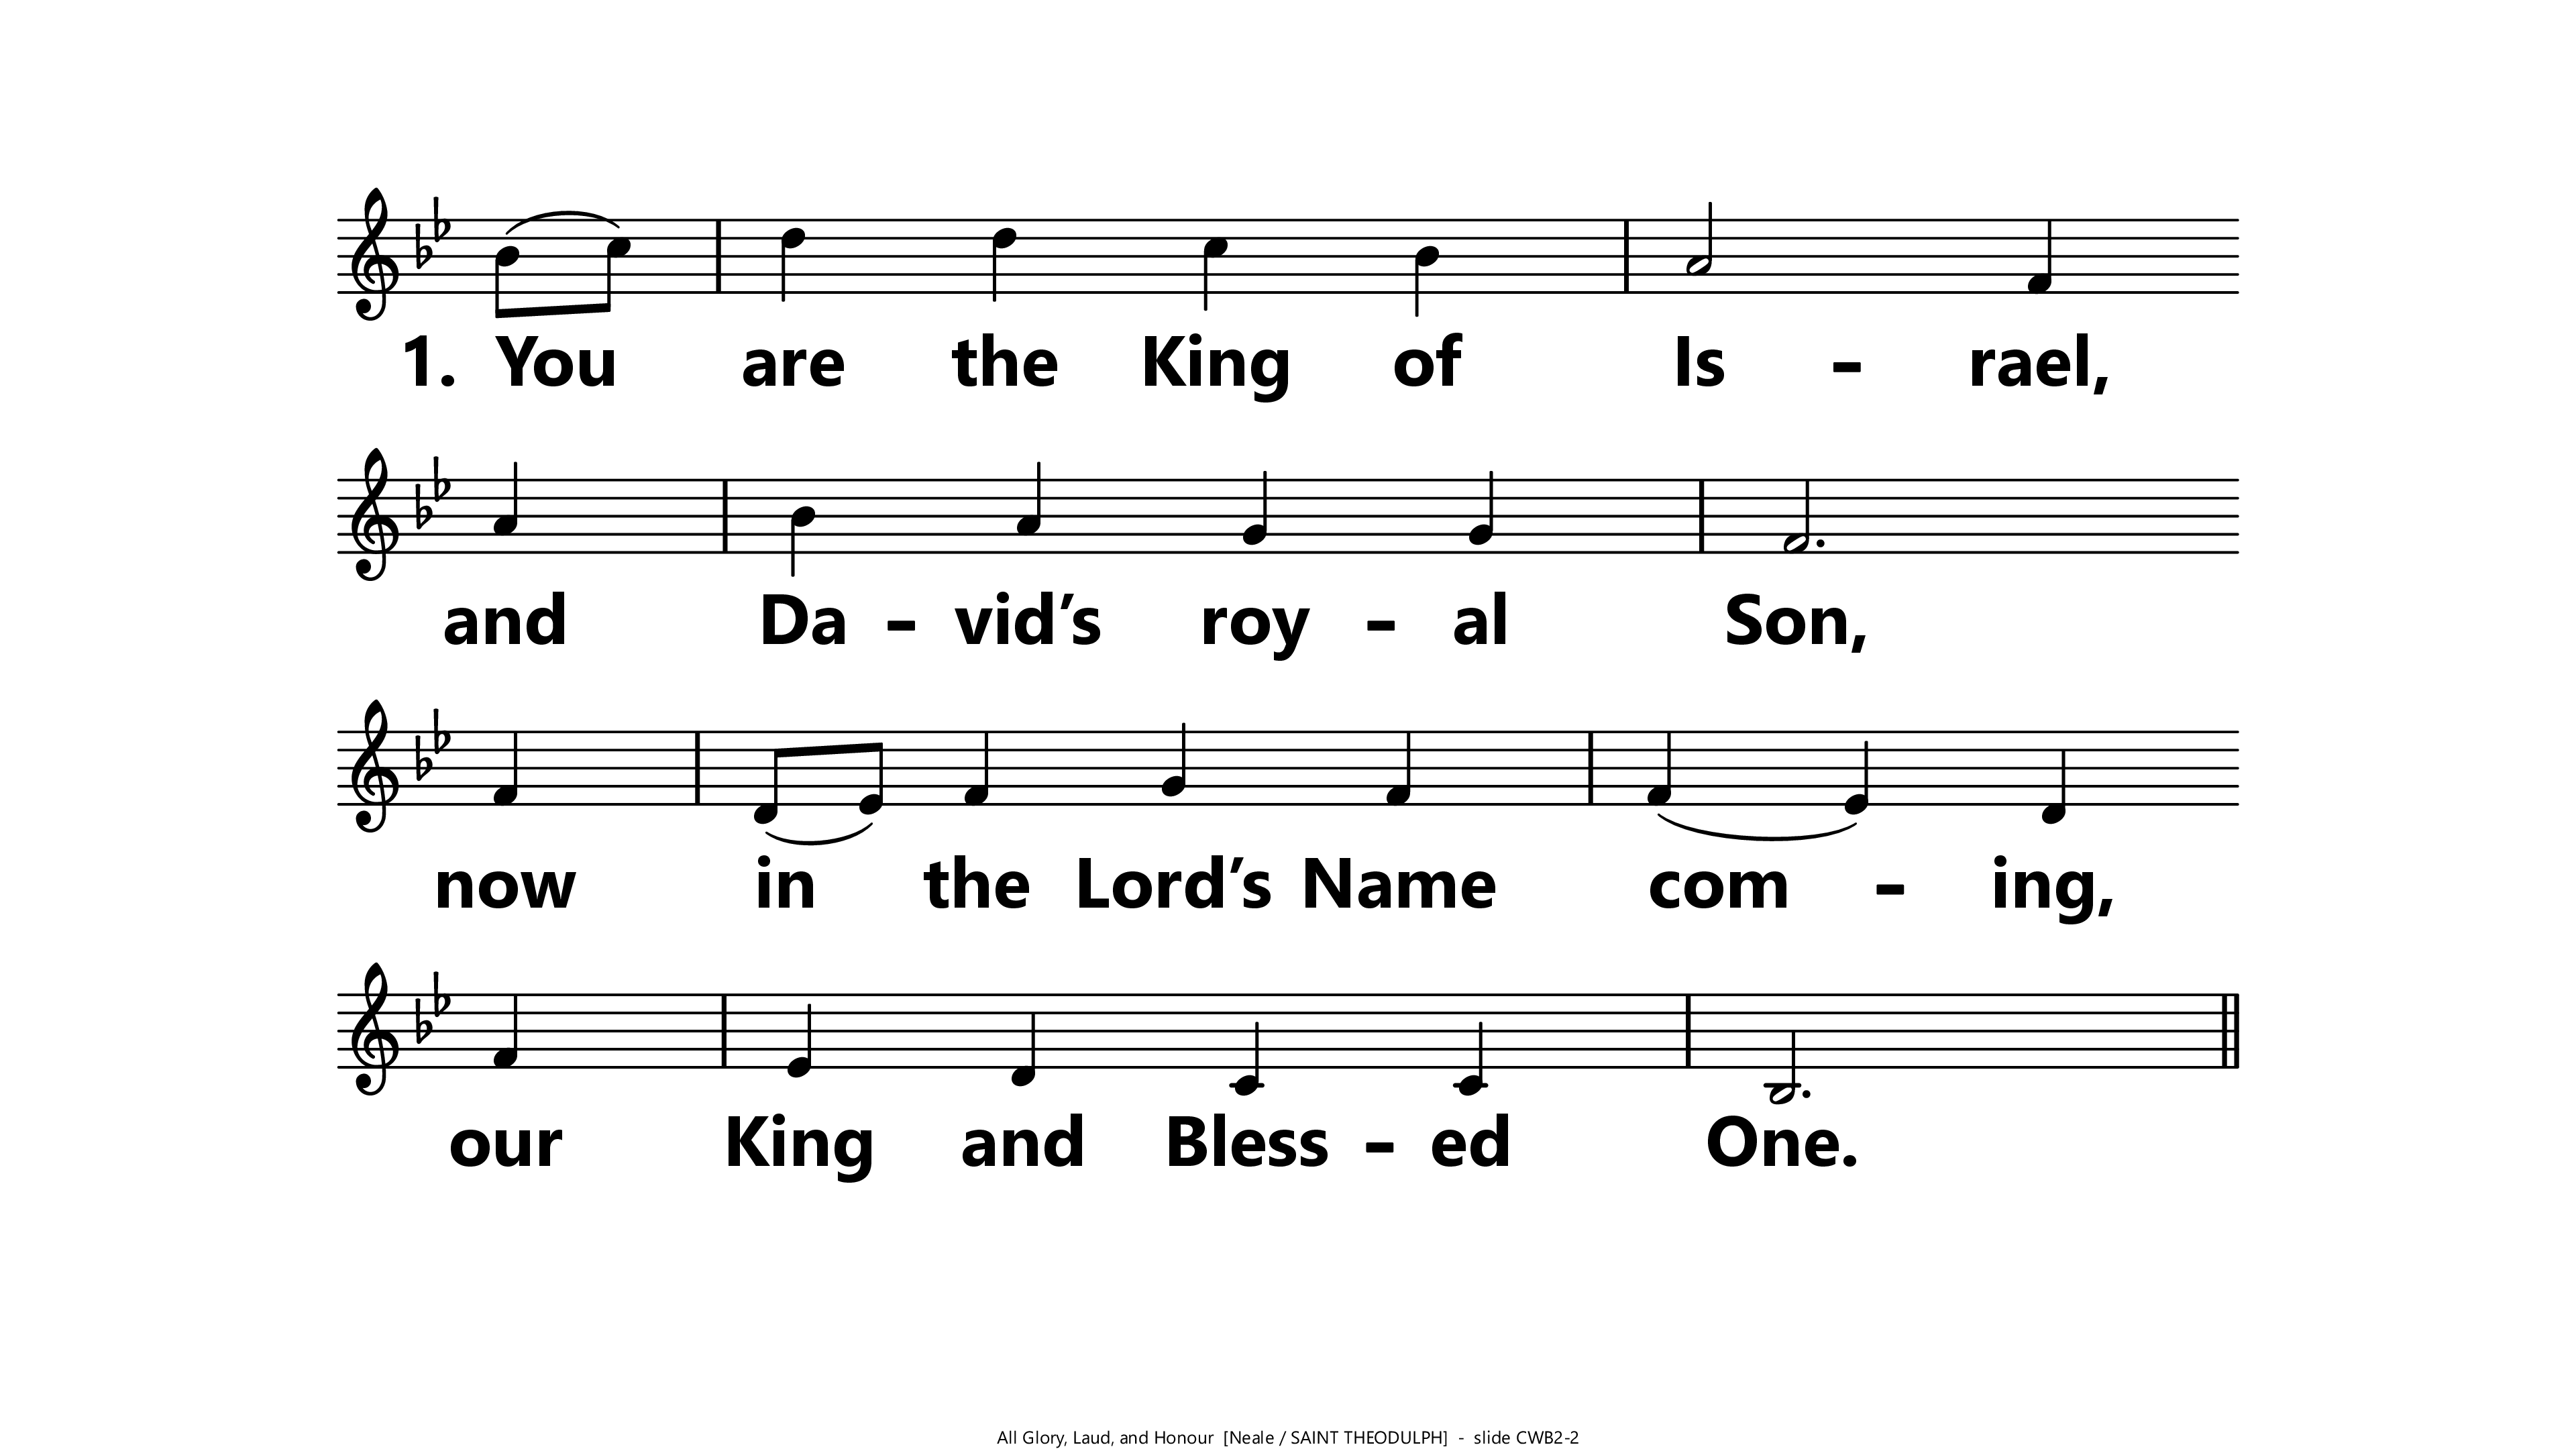 1. You are the King of Is - rael,
and Da - vid’s roy - al Son,
now in the Lord’s Name com - ing,
our King and Bless - ed One.
All Glory, Laud, and Honour [Neale / SAINT THEODULPH] - slide CWB2-2